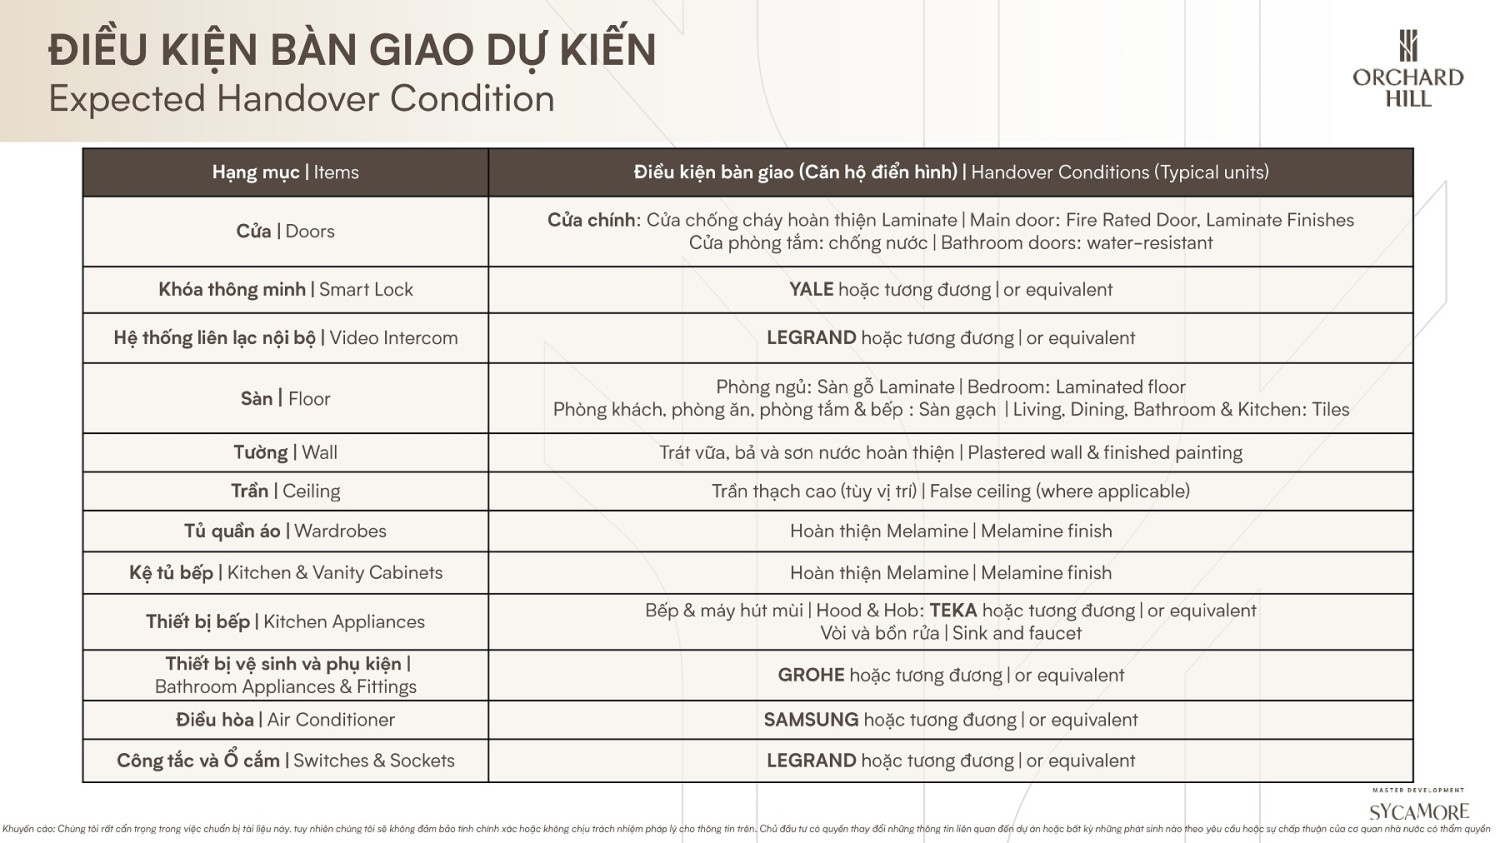 ĐIỀU KIỆN BÀN GIAO DỰ KIẾN
Expected Handover Condition
ORCHARD
HILL
Hạng mục | Items
Điều kiện bàn giao (Căn hộ điển hình) | Handover Conditions (Typical units)
Cửa | Doors
Cửa chính: Cửa chống cháy hoàn thiện Laminate | Main door: Fire Rated Door, Laminate Finishes
Cửa phòng tắm: chống nước | Bathroom doors: water-resistant
Khóa thông minh | Smart Lock
YALE hoặc tương đương | or equivalent
Hệ thống liên lạc nội bộ | Video Intercom
LEGRAND hoặc tương đương | or equivalent
Sàn | Floor
Phòng ngủ: Sàn gỗ Laminate | Bedroom: Laminated floor
Phòng khách, phòng ăn, phòng tắm & bếp : Sàn gạch | Living, Dining, Bathroom & Kitchen: Tiles
Tường | Wall
Trát vữa, bả và sơn nước hoàn thiện | Plastered wall & finished painting
Trần | Ceiling
Trần thạch cao (tùy vị trí) | False ceiling (where applicable)
Tủ quần áo | Wardrobes
Hoàn thiện Melamine | Melamine finish
Kệ tủ bếp | Kitchen & Vanity Cabinets
Hoàn thiện Melamine | Melamine finish
Thiết bị bếp | Kitchen Appliances
Bếp & máy hút mùi | Hood & Hob: TEKA hoặc tương đương | or equivalent
Vòi và bồn rửa | Sink and faucet
Thiết bị vệ sinh và phụ kiện |
Bathroom Appliances & Fittings
GROHE hoặc tương đương | or equivalent
Điều hòa | Air Conditioner
SAMSUNG hoặc tương đương | or equivalent
Công tắc và Ổ cắm | Switches & Sockets
LEGRAND hoặc tương đương | or equivalent
MASTER DEVELOPMENT
SYCAMORE
Khuyến cáo: Chúng tôi rất cẩn trọng trong việc chuẩn bị tài liệu này, tuy nhiên chúng tôi sẽ không đảm bảo tính chính xác hoặc không chịu trách nhiệm pháp lý cho thông tin trên. Chủ đầu tư có quyền thay đổi những thông tin liên quan đến dự án hoặc bất kỳ những phát sinh nào theo yêu cầu hoặc sự chấp thuận của cơ quan nhà nước có thẩm quyền